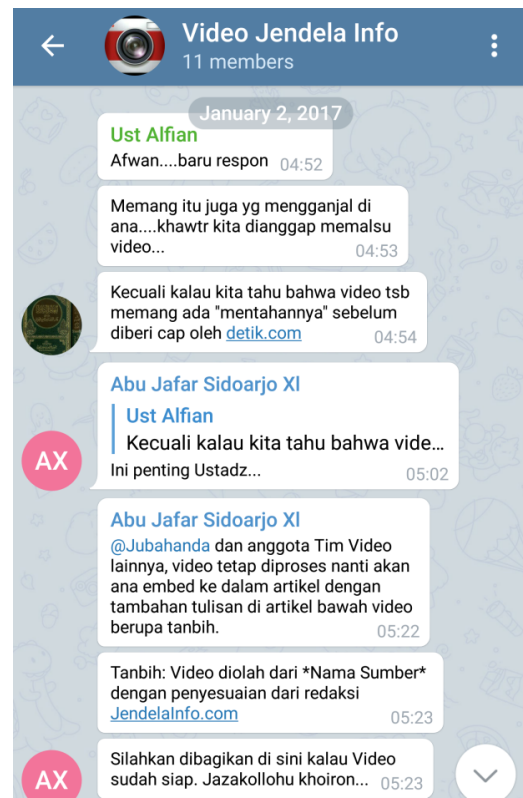 Video Jendela Info
11 members
January 2, 2017
Ust Alfian
Afwan....baru respon 04:52
Memang itu juga yg mengganjal di
ana....khawtr kita dianggap memalsu
video... 04:53
Kecuali kalau kita tahu bahwa video tsb
memang ada "mentahannya" sebelum
diberi cap oleh detik.com 04:54
Abu Jafar Sidoarjo Xl
Ust Alfian
Kecuali kalau kita tahu bahwa vide...
AX
Ini penting Ustadz... 05:02
Abu Jafar Sidoarjo Xl
@Jubahanda dan anggota Tim Video
lainnya, video tetap diproses nanti akan
ana embed ke dalam artikel dengan
tambahan tulisan di artikel bawah video
berupa tanbih. 05:22
Tanbih: Video diolah dari *Nama Sumber*
dengan penyesuaian dari redaksi
JendelaInfo.com 05:23
Silahkan dibagikan di sini kalau Video
AX
sudah siap. Jazakollohu khoiron... 05:23